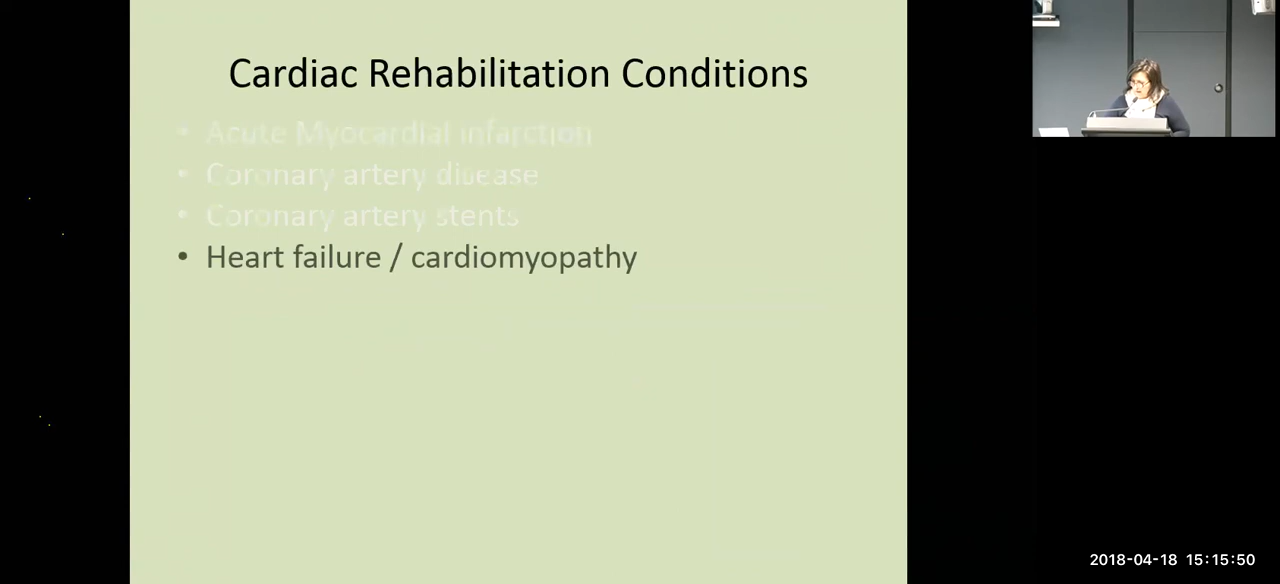 Cardiac Rehabilitation Conditions
• Acute Myocardial infarction
• Coronary artery disease
• Coronary artery stents
• Heart failure / cardiomyopathy
2018-04-18 15:15:50